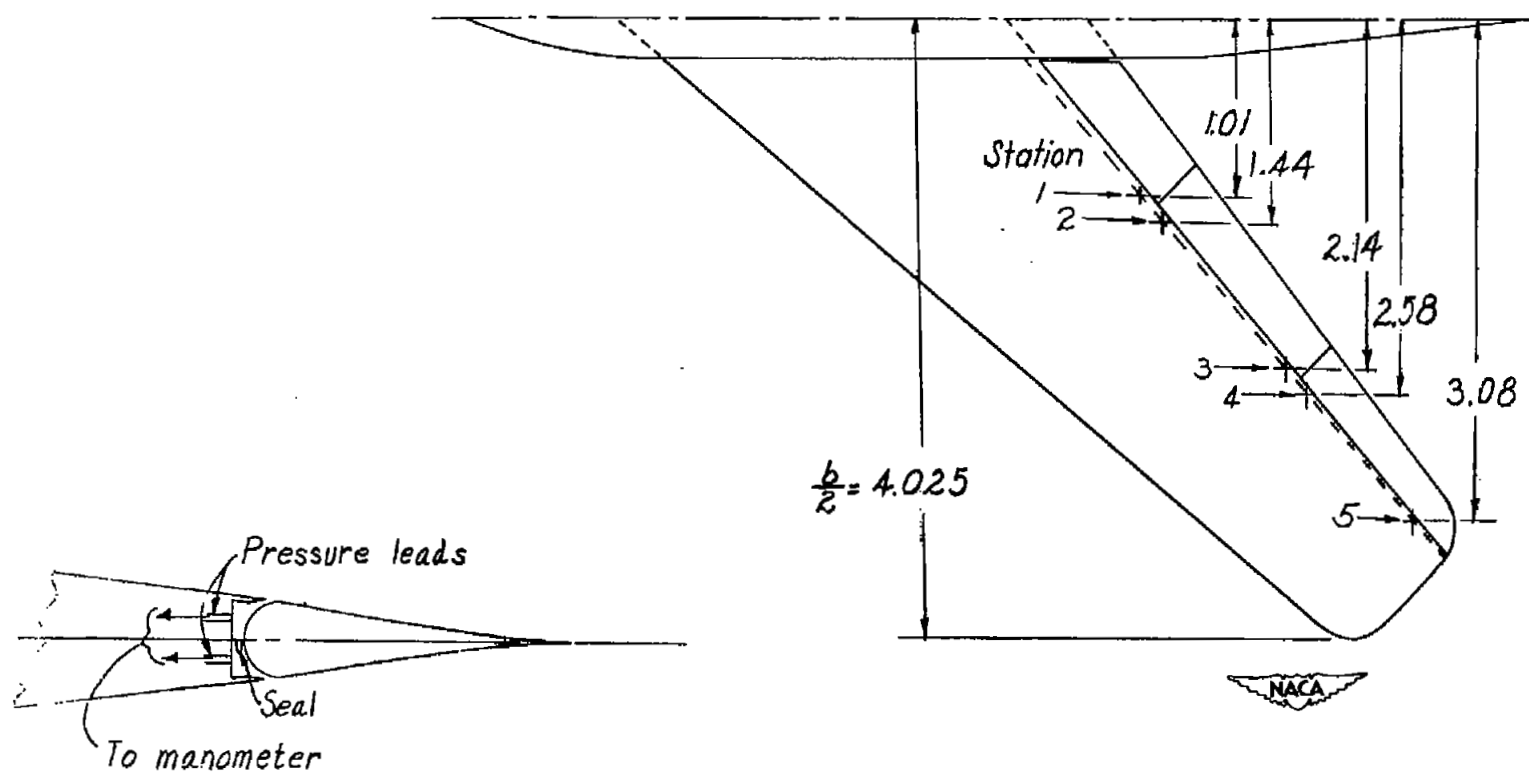 1.01
Station
1.44
1
2
2.14
2.58
3
4
3.08
b/2 = 4.025
5
Pressure leads
NACA
Seal
To manometer